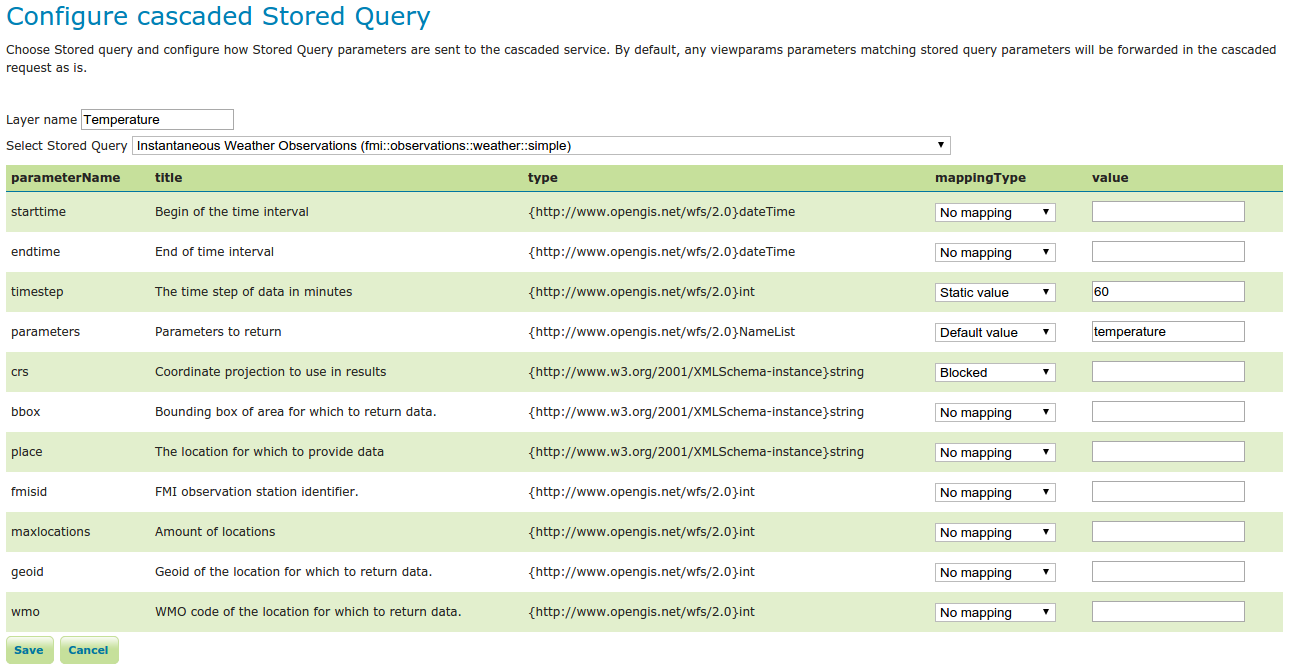 Configure cascaded Stored Query
Choose Stored query and configure how Stored Query parameters are sent to the cascaded service. By default, any viewparams parameters matching stored query parameters will be forwarded in the cascaded
request as is.
Layer name Temperature
Select Stored Query Instantaneous Weather Observations (fmi::observations::weather::simple)
parameterName title type mappingType value
starttime Begin of the time interval {http://www.opengis.net/wfs/2.0}dateTime No mapping
endtime End of time interval {http://www.opengis.net/wfs/2.0}dateTime No mapping
timestep The time step of data in minutes {http://www.opengis.net/wfs/2.0}int Static value 60
parameters Parameters to return {http://www.opengis.net/wfs/2.0}NameList Default value temperature
crs Coordinate projection to use in results {http://www.w3.org/2001/XMLSchema-instance}string Blocked
bbox Bounding box of area for which to return data. {http://www.w3.org/2001/XMLSchema-instance}string No mapping
place The location for which to provide data {http://www.w3.org/2001/XMLSchema-instance}string No mapping
fmisid FMI observation station identifier. {http://www.opengis.net/wfs/2.0}int No mapping
maxlocations Amount of locations {http://www.opengis.net/wfs/2.0}int No mapping
geoid Geoid of the location for which to return data. {http://www.opengis.net/wfs/2.0}int No mapping
wmo WMO code of the location for which to return data. {http://www.opengis.net/wfs/2.0}int No mapping
Save Cancel